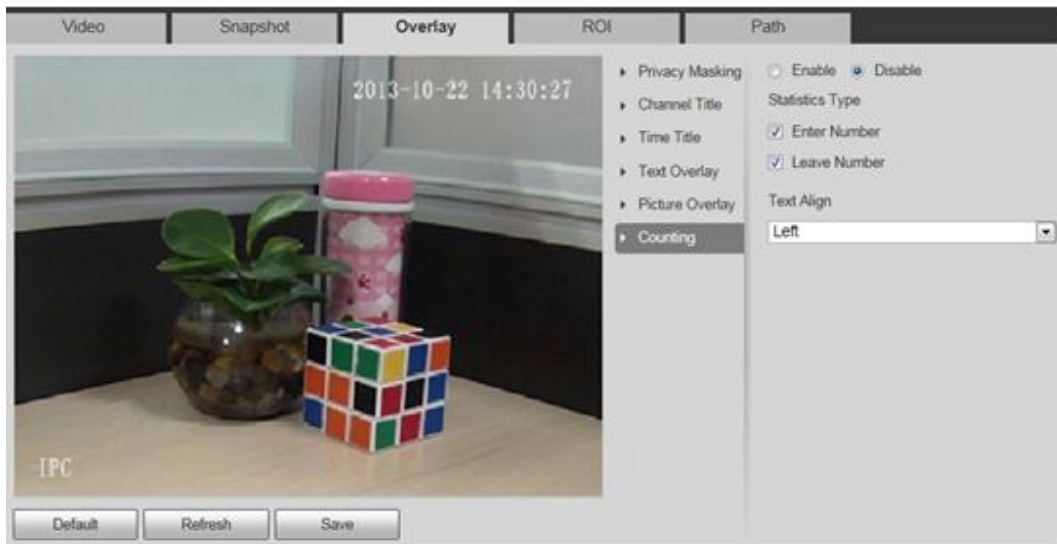 Video
Snapshot
Overlay
ROI
Path
2013-10-22 14:30:27
IPC
Privacy Masking
Channel Title
Time Title
Text Overlay
Picture Overlay
Counting
Enable
Disable
Statistics Type
Enter Number
Leave Number
Text Align
Left
Default
Refresh
Save